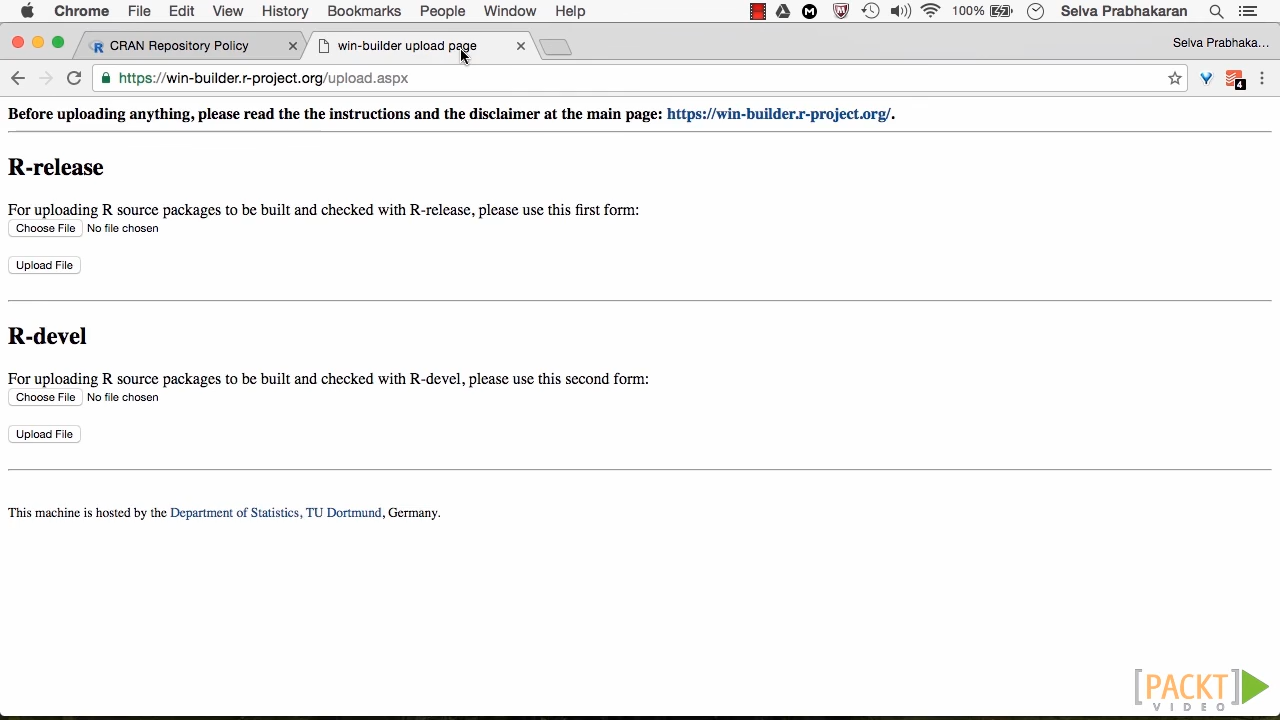 Chrome File Edit View History Bookmarks People Window Help 100% Selva Prabhakaran
CRAN Repository Policy win-builder upload page Selva Prabhaka...
https://win-builder.r-project.org/upload.aspx 4
Before uploading anything, please read the the instructions and the disclaimer at the main page: https://win-builder.r-project.org/.
R-release
For uploading R source packages to be built and checked with R-release, please use this first form:
Choose File No file chosen
Upload File
R-devel
For uploading R source packages to be built and checked with R-devel, please use this second form:
Choose File No file chosen
Upload File
This machine is hosted by the Department of Statistics, TU Dortmund, Germany.
[PACKT]
VIDEO